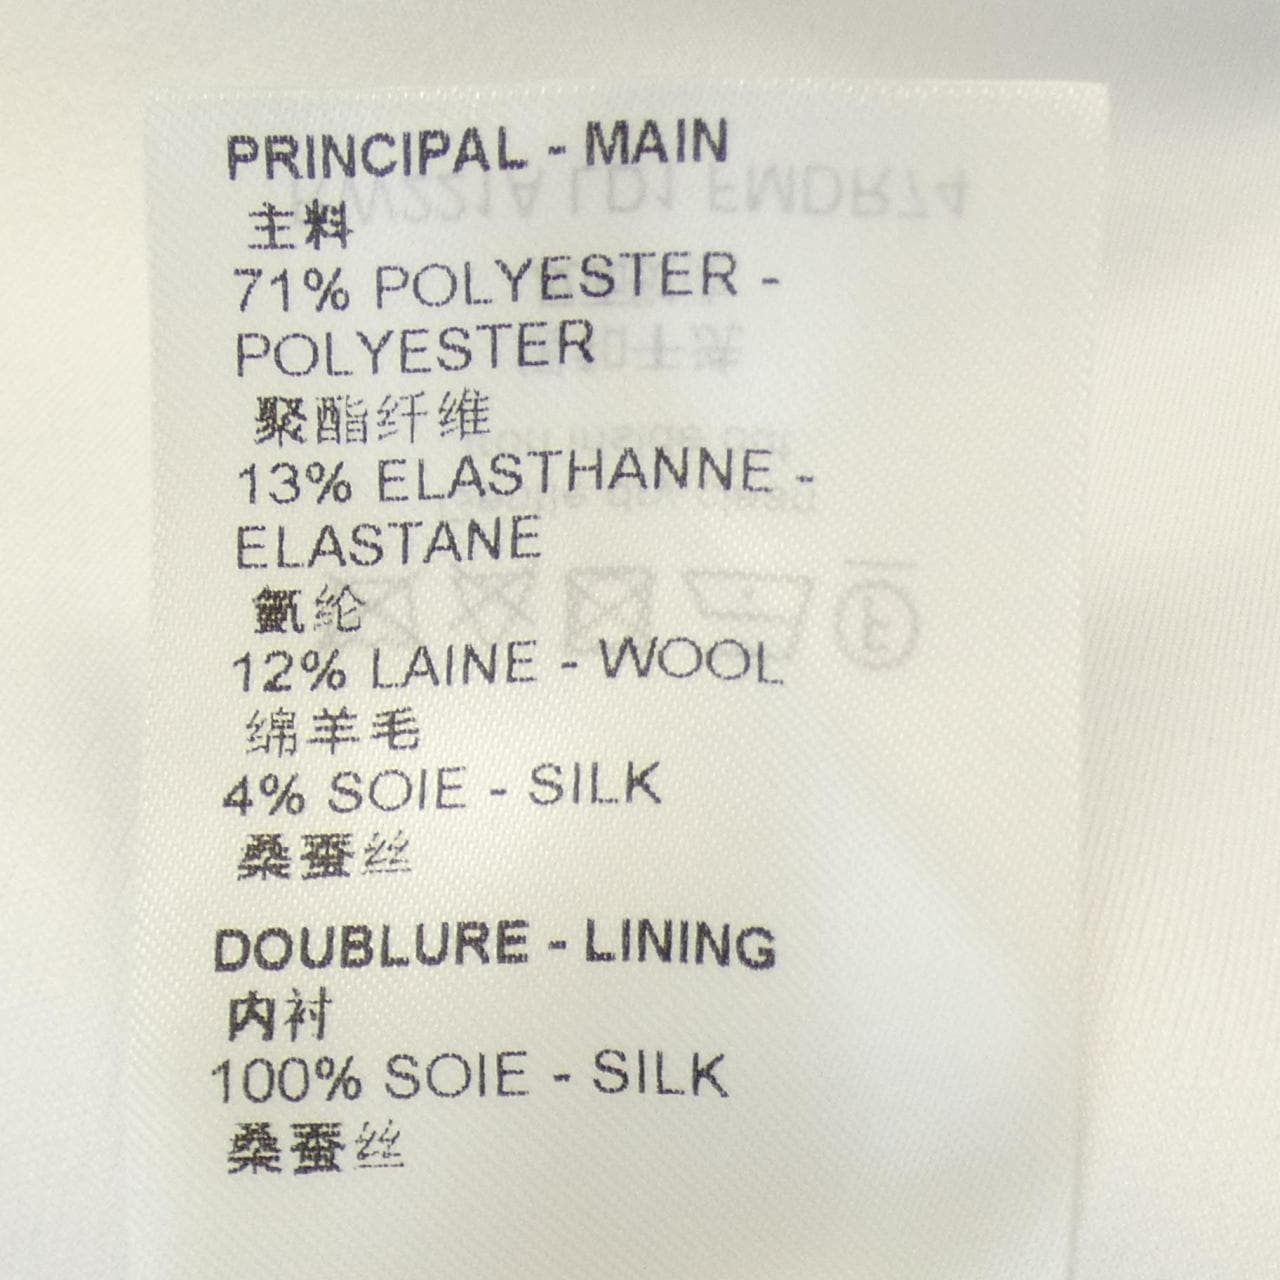 PRINCIPAL - MAIN
主料
71% POLYESTER -
POLYESTER
聚酯纤维
13% ELASTHANNE -
ELASTANE
氨纶
12% LAINE - WOOL
绵羊毛
4% SOIE - SILK
桑蚕丝
DOUBLURE - LINING
内衬
100% SOIE - SILK
桑蚕丝